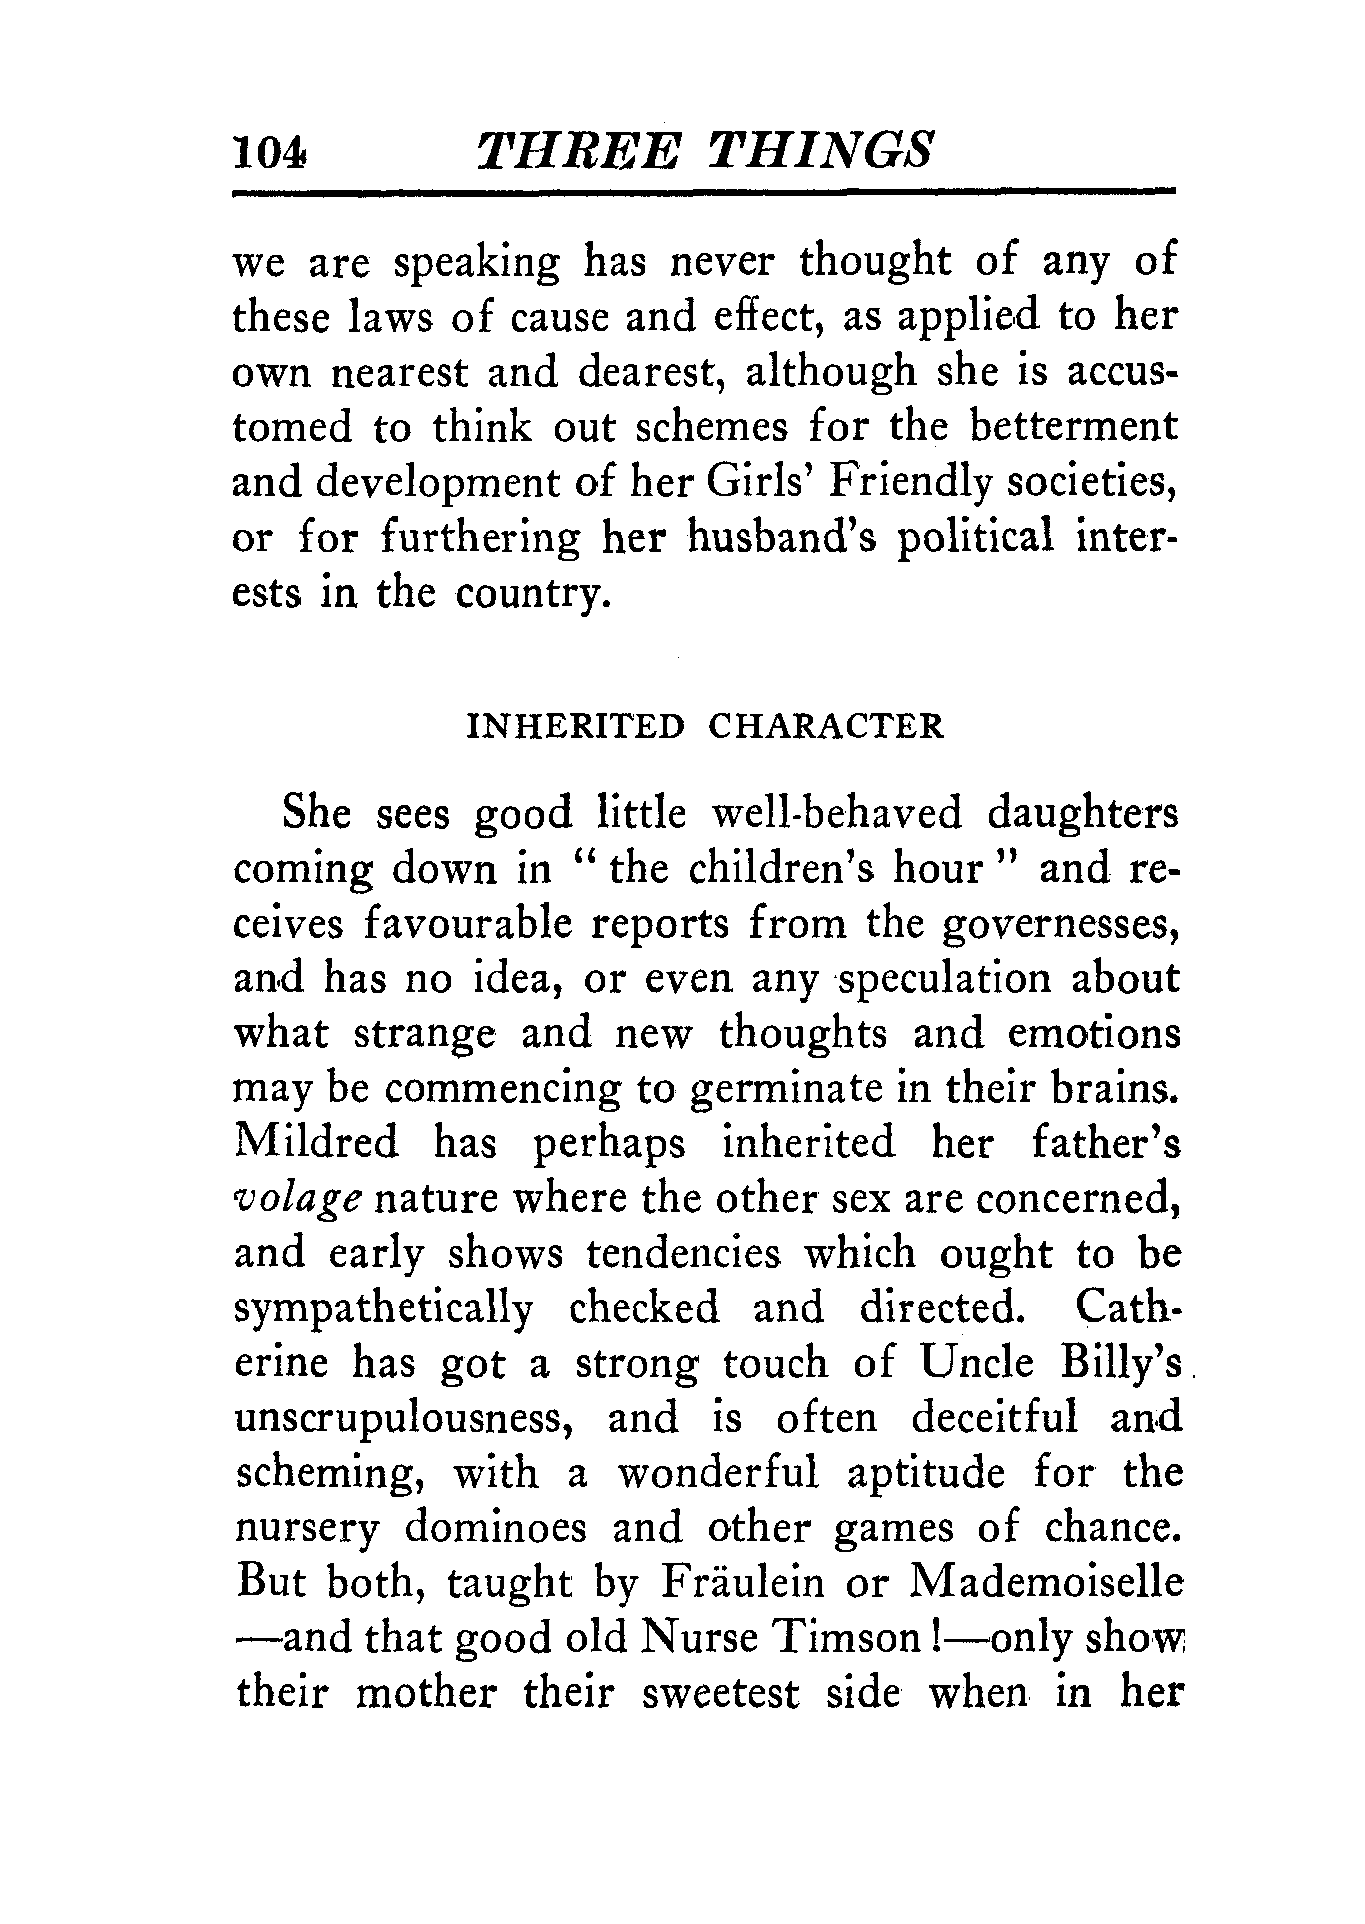 104 THREE THINGS
we are speaking has never thought of any of
these laws of cause and effect, as applied to her
own nearest and dearest, although she is accus-
tomed to think out schemes for the betterment
and development of her Girls' Friendly societies,
or for furthering her husband's political inter-
ests in the country.
INHERITED CHARACTER
She sees good little well-behaved daughters
coming down in " the children's hour " and re-
ceives favourable reports from the governesses,
and has no idea, or even any speculation about
what strange and new thoughts and emotions
may be commencing to germinate in their brains.
Mildred has perhaps inherited her father's
volage nature where the other sex are concerned,
and early shows tendencies which ought to be
sympathetically checked and directed. Cath-
erine has got a strong touch of Uncle Billy's
unscrupulousness, and is often deceitful and
scheming, with a wonderful aptitude for the
nursery dominoes and other games of chance.
But both, taught by Fräulein or Mademoiselle
—and that good old Nurse Timson !—only show
their mother their sweetest side when in her